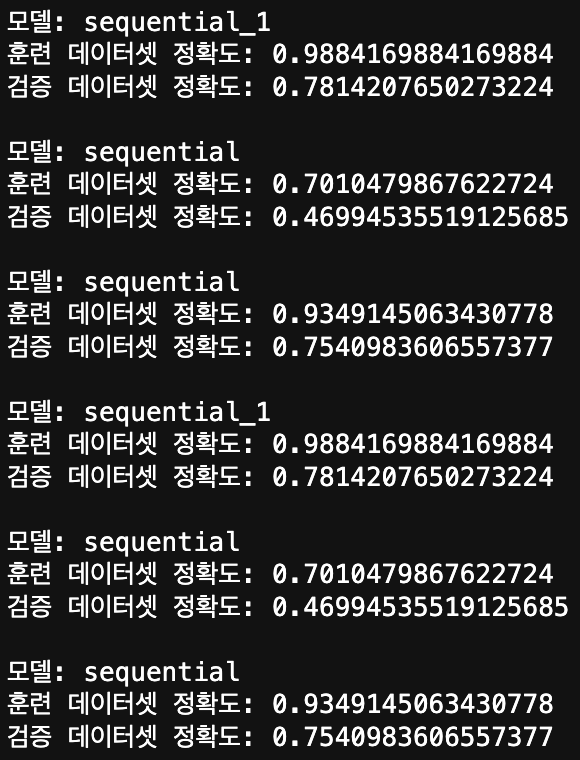 모델: sequential_1
훈련 데이터셋 정확도: 0.9884169884169884
검증 데이터셋 정확도: 0.7814207650273224
모델: sequential
훈련 데이터셋 정확도: 0.7010479867622724
검증 데이터셋 정확도: 0.46994535519125685
모델: sequential
훈련 데이터셋 정확도: 0.9349145063430778
검증 데이터셋 정확도: 0.7540983606557377
모델: sequential_1
훈련 데이터셋 정확도: 0.9884169884169884
검증 데이터셋 정확도: 0.7814207650273224
모델: sequential
훈련 데이터셋 정확도: 0.7010479867622724
검증 데이터셋 정확도: 0.46994535519125685
모델: sequential
훈련 데이터셋 정확도: 0.9349145063430778
검증 데이터셋 정확도: 0.7540983606557377